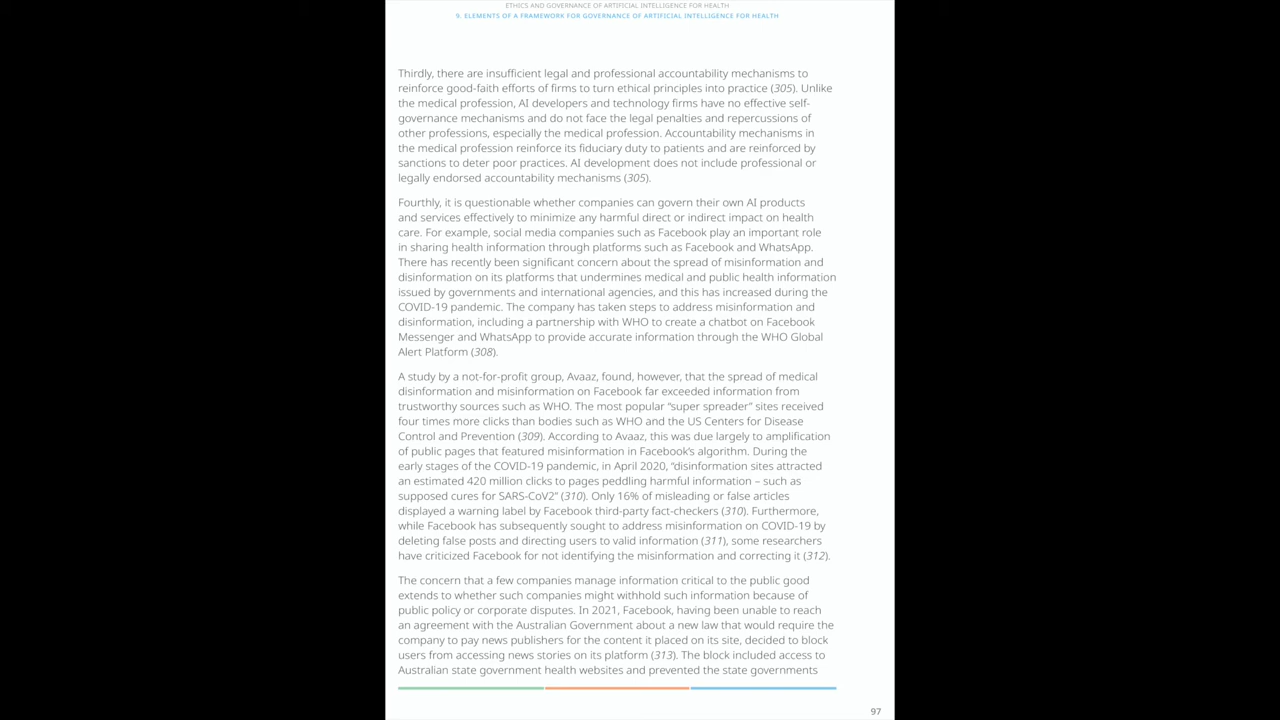 ETHICS AND GOVERNANCE OF ARTIFICIAL INTELLIGENCE FOR HEALTH
9. ELEMENTS OF A FRAMEWORK FOR GOVERNANCE OF ARTIFICIAL INTELLIGENCE FOR HEALTH
Thirdly, there are insufficient legal and professional accountability mechanisms to
reinforce good-faith efforts of firms to turn ethical principles into practice (305). Unlike
the medical profession, AI developers and technology firms have no effective self-
governance mechanisms and do not face the legal penalties and repercussions of
other professions, especially the medical profession. Accountability mechanisms in
the medical profession reinforce its fiduciary duty to patients and are reinforced by
sanctions to deter poor practices. AI development does not include professional or
legally endorsed accountability mechanisms (305).
Fourthly, it is questionable whether companies can govern their own AI products
and services effectively to minimize any harmful direct or indirect impact on health
care. For example, social media companies such as Facebook play an important role
in sharing health information through platforms such as Facebook and WhatsApp.
There has recently been significant concern about the spread of misinformation and
disinformation on its platforms that undermines medical and public health information
issued by governments and international agencies, and this has increased during the
COVID-19 pandemic. The company has taken steps to address misinformation and
disinformation, including a partnership with WHO to create a chatbot on Facebook
Messenger and WhatsApp to provide accurate information through the WHO Global
Alert Platform (308).
A study by a not-for-profit group, Avaaz, found, however, that the spread of medical
disinformation and misinformation on Facebook far exceeded information from
trustworthy sources such as WHO. The most popular “super spreader” sites received
four times more clicks than bodies such as WHO and the US Centers for Disease
Control and Prevention (309). According to Avaaz, this was due largely to amplification
of public pages that featured misinformation in Facebook’s algorithm. During the
early stages of the COVID-19 pandemic, in April 2020, “disinformation sites attracted
an estimated 420 million clicks to pages peddling harmful information – such as
supposed cures for SARS-CoV2” (310). Only 16% of misleading or false articles
displayed a warning label by Facebook third-party fact-checkers (310). Furthermore,
while Facebook has subsequently sought to address misinformation on COVID-19 by
deleting false posts and directing users to valid information (311), some researchers
have criticized Facebook for not identifying the misinformation and correcting it (312).
The concern that a few companies manage information critical to the public good
extends to whether such companies might withhold such information because of
public policy or corporate disputes. In 2021, Facebook, having been unable to reach
an agreement with the Australian Government about a new law that would require the
company to pay news publishers for the content it placed on its site, decided to block
users from accessing news stories on its platform (313). The block included access to
Australian state government health websites and prevented the state governments
97